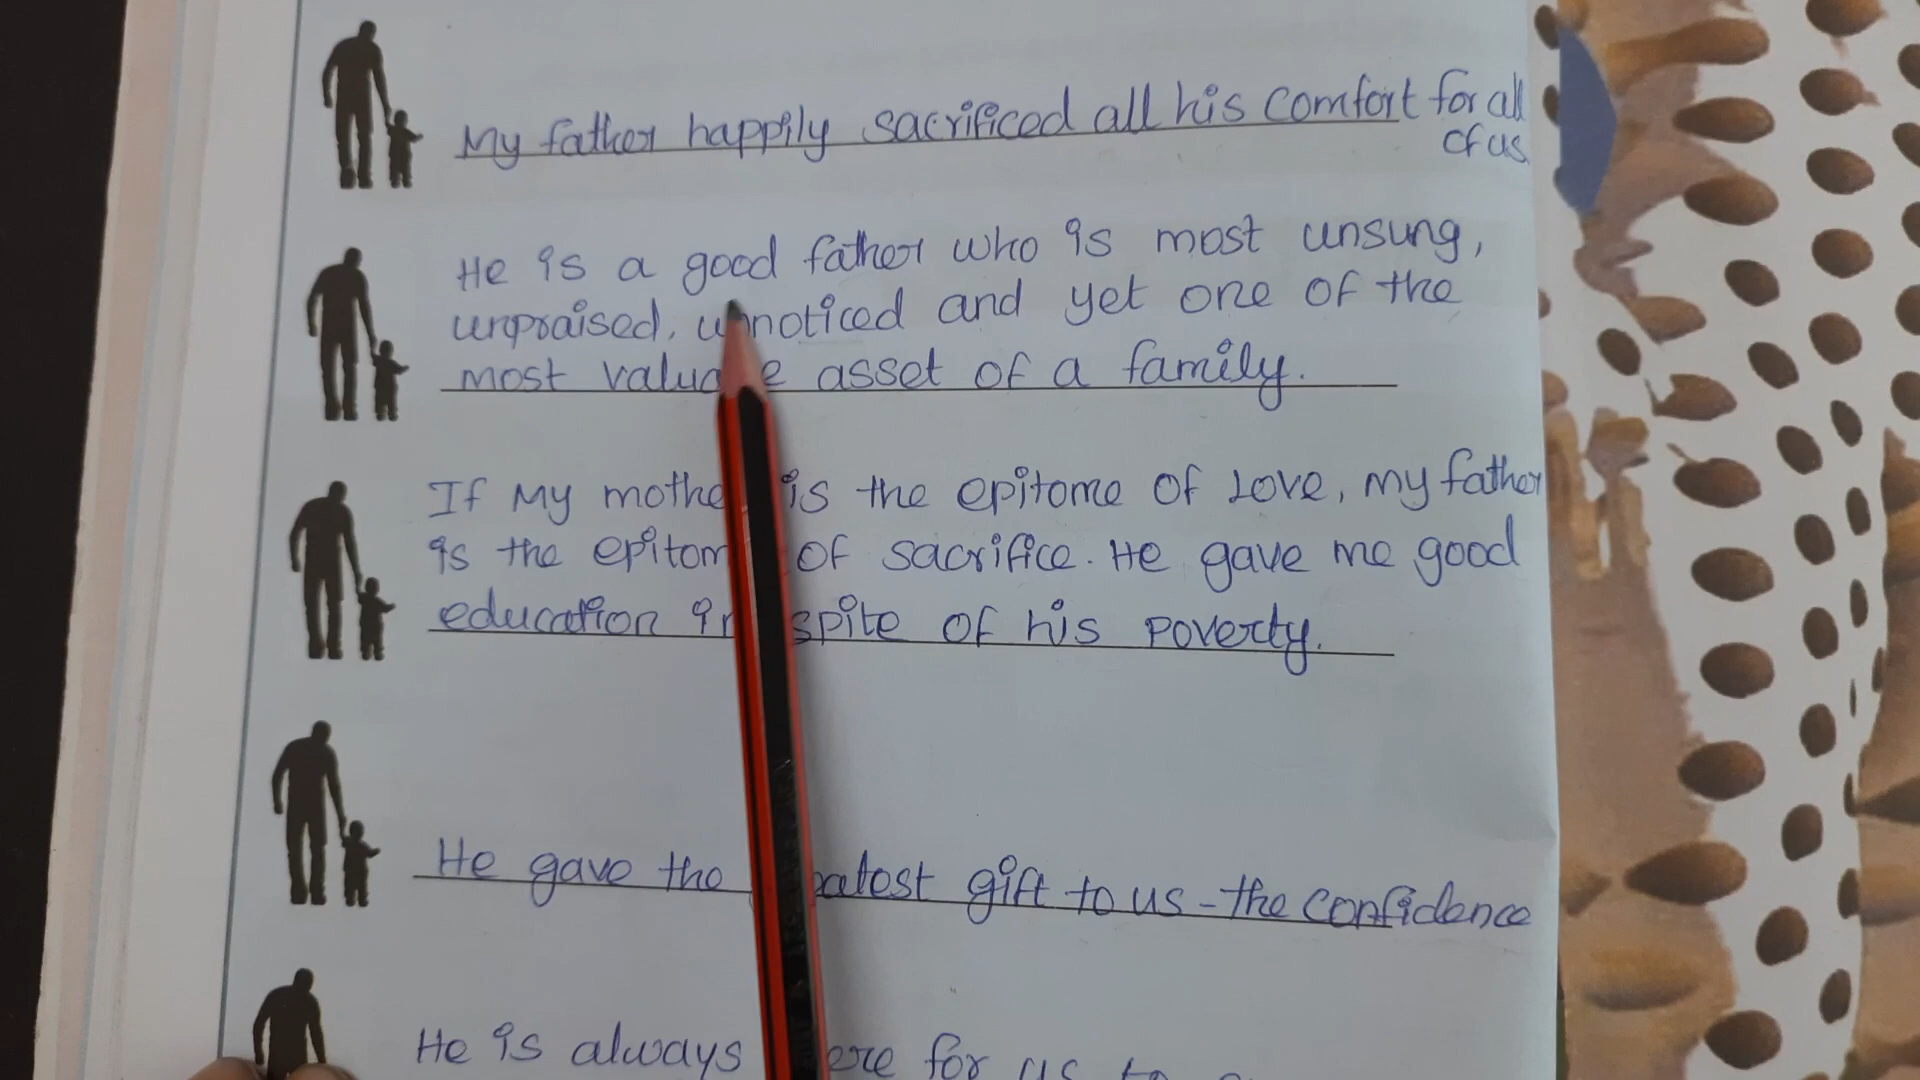 My father happily sacrificed all his comfort for all
of us
He is a good father who is most unsung,
unpraised, unnoticed and yet one of the
most asset of a family.
If My is the epitome of Love, my father
is the of sacrifice. He gave me good
education spite of his poverty.
He gave the gift to us - the confidence
He is always for us to